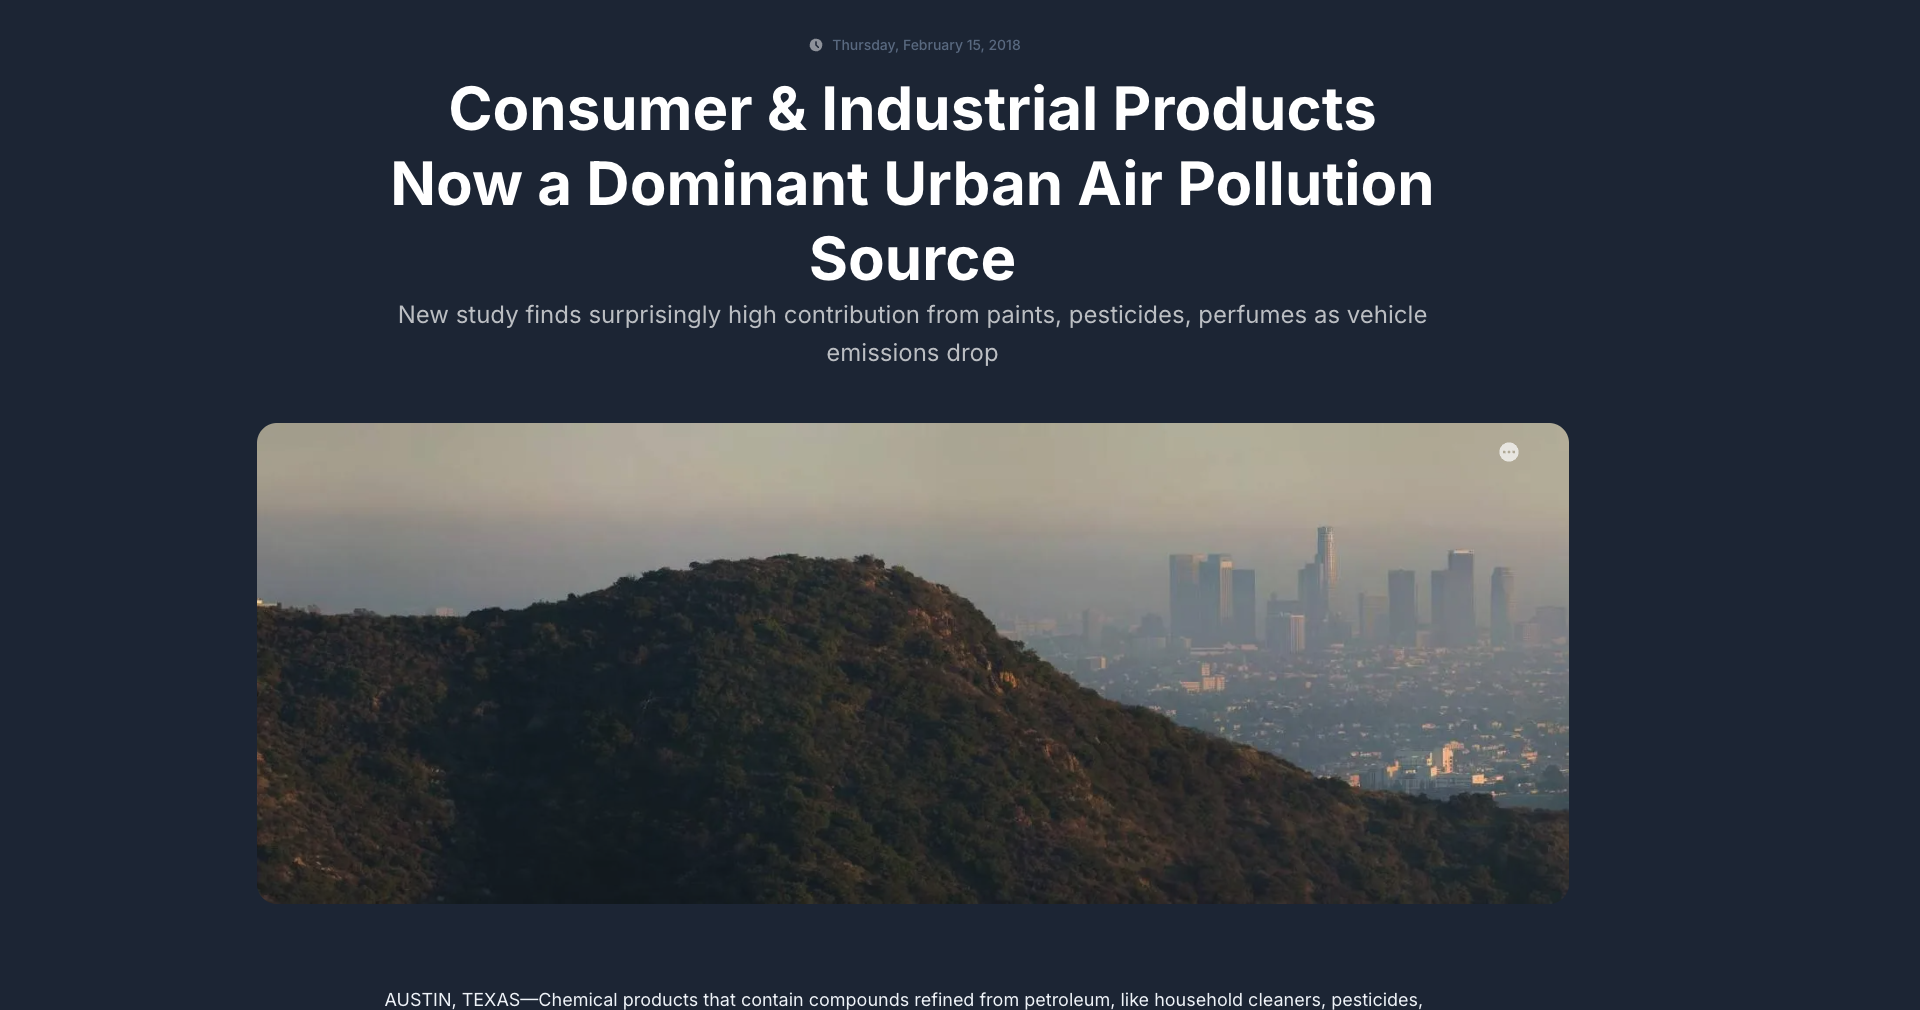 Thursday, February 15, 2018
Consumer & Industrial Products
Now a Dominant Urban Air Pollution
Source
New study finds surprisingly high contribution from paints, pesticides, perfumes as vehicle
emissions drop
AUSTIN, TEXAS—Chemical products that contain compounds refined from petroleum, like household cleaners, pesticides,